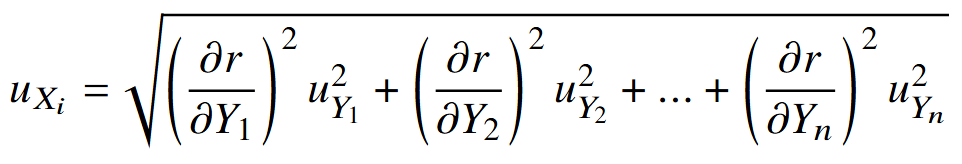 u_{X_i} = \sqrt{\left(\frac{\partial r}{\partial Y_1}\right)^2 u_{Y_1}^2 + \left(\frac{\partial r}{\partial Y_2}\right)^2 u_{Y_2}^2 + ... + \left(\frac{\partial r}{\partial Y_n}\right)^2 u_{Y_n}^2}